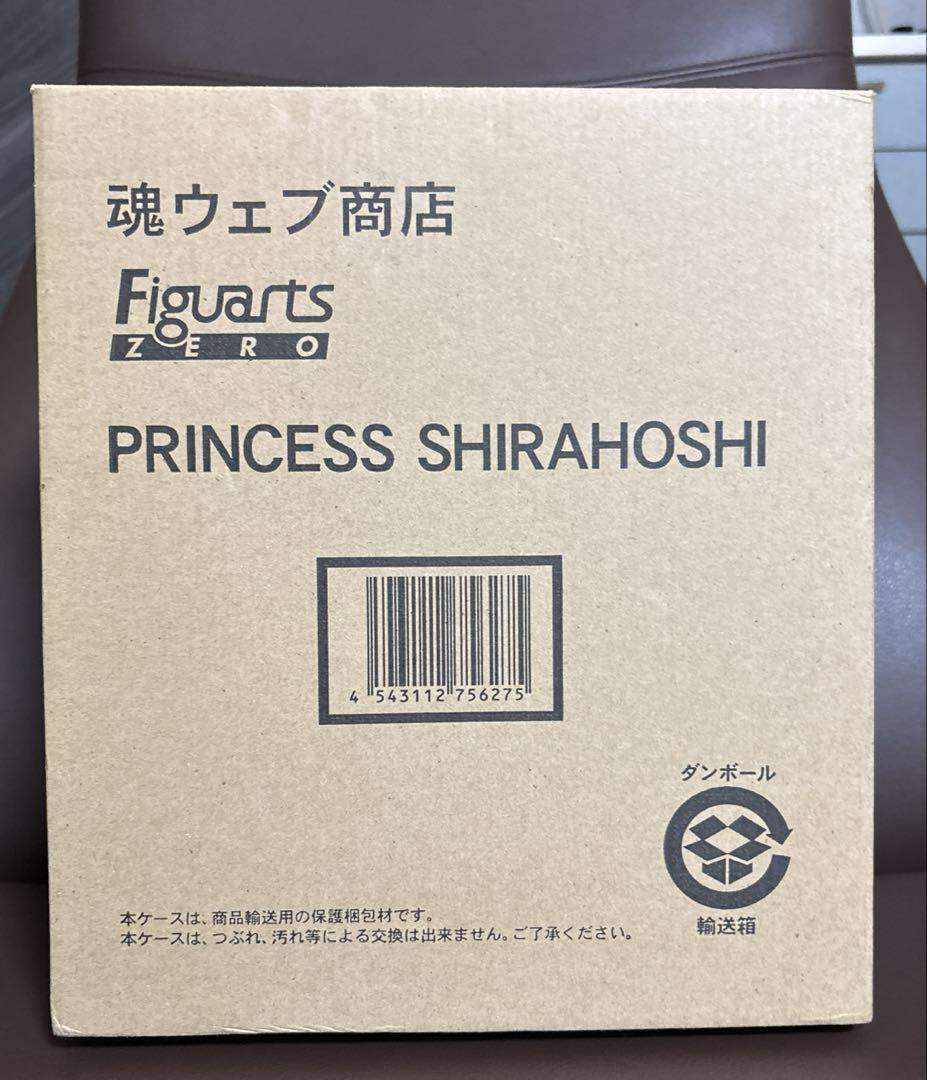 魂ウェブ商店
Figuarts
ZERO
PRINCESS SHIRAHOSHI
4 543112 756275
ダンボール
輸送箱
本ケースは、商品輸送用の保護梱包材です。
本ケースは、つぶれ、汚れ等による交換は出来ません。ご了承ください。